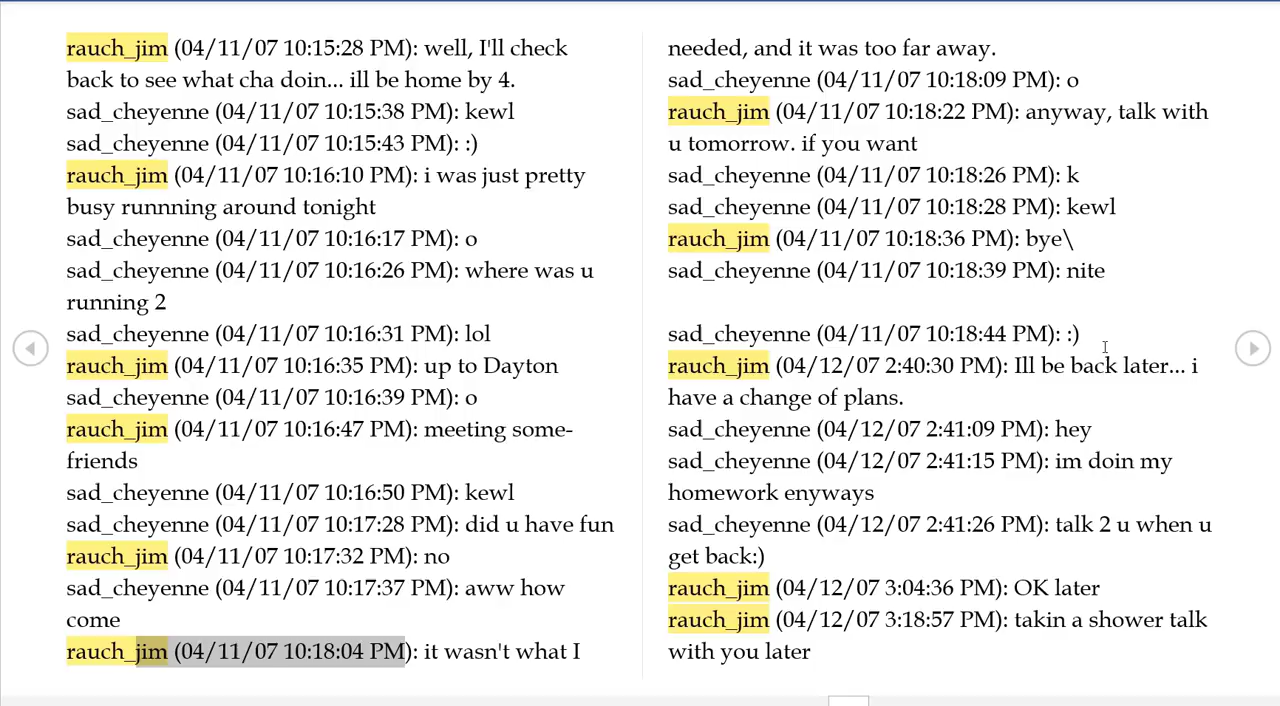 rauch_jim (04/11/07 10:15:28 PM): well, I'll check
back to see what cha doin... ill be home by 4.
sad_cheyenne (04/11/07 10:15:38 PM): kewl
sad_cheyenne (04/11/07 10:15:43 PM): :)
rauch_jim (04/11/07 10:16:10 PM): i was just pretty
busy runnning around tonight
sad_cheyenne (04/11/07 10:16:17 PM): o
sad_cheyenne (04/11/07 10:16:26 PM): where was u
running 2
sad_cheyenne (04/11/07 10:16:31 PM): lol
rauch_jim (04/11/07 10:16:35 PM): up to Dayton
sad_cheyenne (04/11/07 10:16:39 PM): o
rauch_jim (04/11/07 10:16:47 PM): meeting some-
friends
sad_cheyenne (04/11/07 10:16:50 PM): kewl
sad_cheyenne (04/11/07 10:17:28 PM): did u have fun
rauch_jim (04/11/07 10:17:32 PM): no
sad_cheyenne (04/11/07 10:17:37 PM): aww how
come
rauch_jim (04/11/07 10:18:04 PM): it wasn't what I
needed, and it was too far away.
sad_cheyenne (04/11/07 10:18:09 PM): o
rauch_jim (04/11/07 10:18:22 PM): anyway, talk with
u tomorrow. if you want
sad_cheyenne (04/11/07 10:18:26 PM): k
sad_cheyenne (04/11/07 10:18:28 PM): kewl
rauch_jim (04/11/07 10:18:36 PM): bye\
sad_cheyenne (04/11/07 10:18:39 PM): nite
sad_cheyenne (04/11/07 10:18:44 PM): :)
rauch_jim (04/12/07 2:40:30 PM): Ill be back later... i
have a change of plans.
sad_cheyenne (04/12/07 2:41:09 PM): hey
sad_cheyenne (04/12/07 2:41:15 PM): im doin my
homework enyways
sad_cheyenne (04/12/07 2:41:26 PM): talk 2 u when u
get back:)
rauch_jim (04/12/07 3:04:36 PM): OK later
rauch_jim (04/12/07 3:18:57 PM): takin a shower talk
with you later